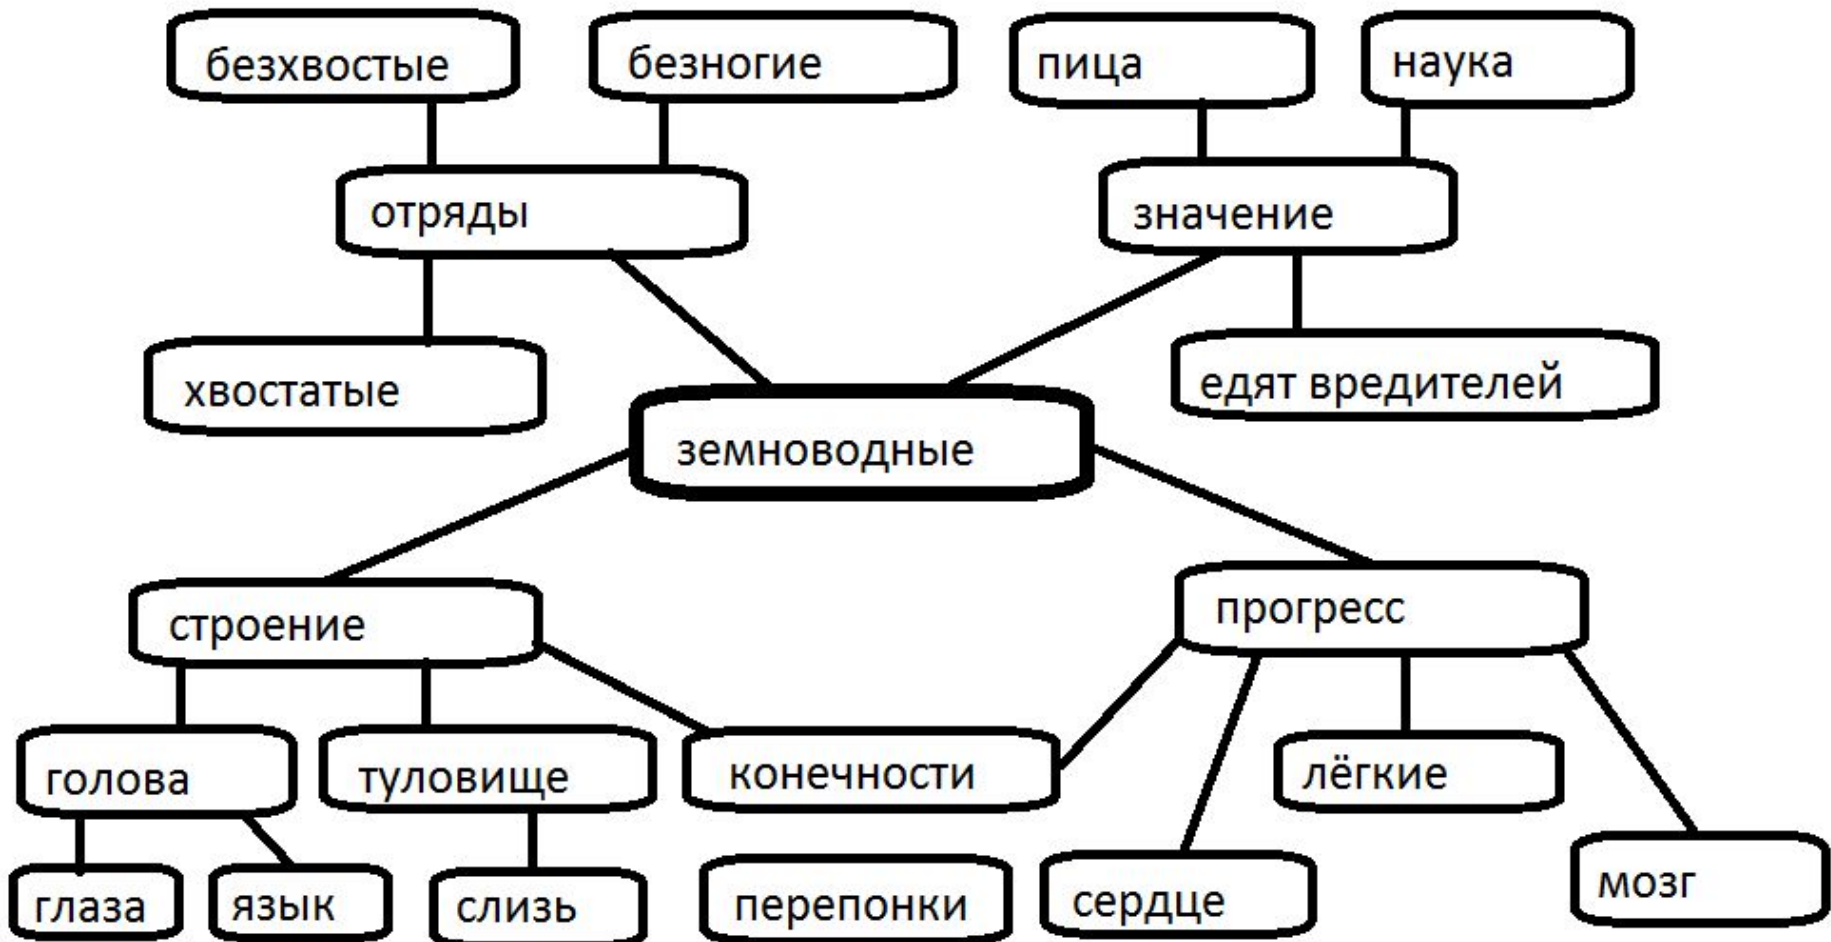 безхвостые
безногие
пица
наука
отряды
значение
хвостатые
едят вредителей
земноводные
строение
прогресс
голова
туловище
конечности
лёгкие
глаза
язык
слизь
перепонки
сердце
мозг